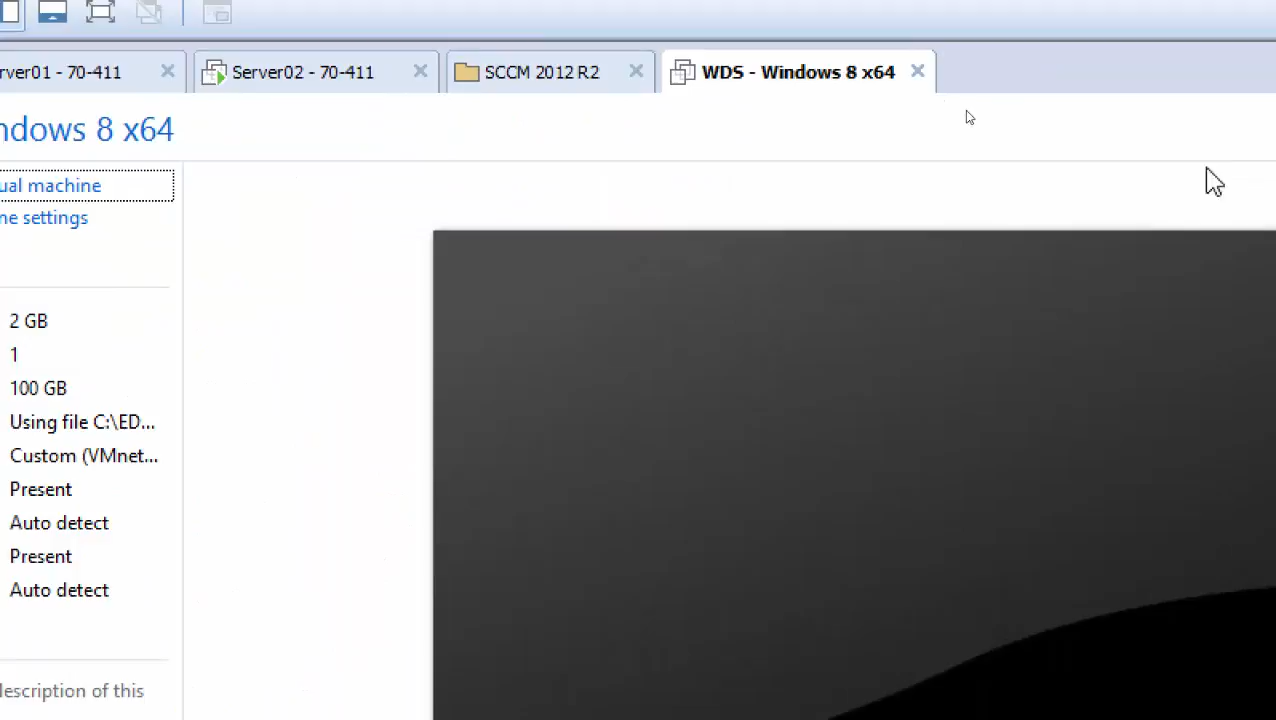 rver01 - 70-411
Server02 - 70-411
SCCM 2012 R2
WDS - Windows 8 x64
ndows 8 x64
ual machine
ne settings
2 GB
1
100 GB
Using file C:\ED...
Custom (VMnet...
Present
Auto detect
Present
Auto detect
description of this